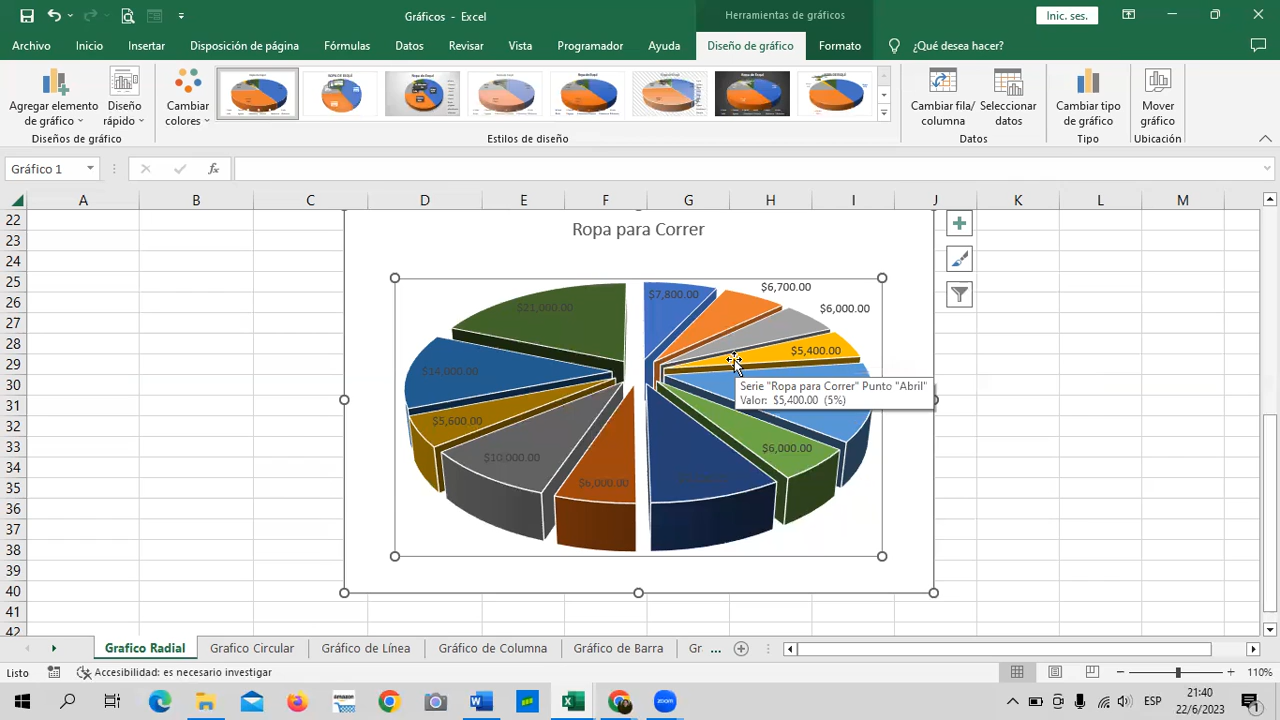 Gráficos - Excel
Herramientas de gráficos
Inic. ses.
Archivo Inicio Insertar Disposición de página Fórmulas Datos Revisar Vista Programador Ayuda Diseño de gráfico Formato ¿Qué desea hacer?
Agregar elemento de gráfico
Diseño rápido
Cambiar colores
Cambiar fila/ columna
Seleccionar datos
Cambiar tipo de gráfico
Mover gráfico
Diseños de gráfico
Estilos de diseño
Datos
Tipo
Ubicación
Gráfico 1
fx
A B C D E F G H I J K L M
22
23
24
25
26
27
28
29
30
31
32
33
34
35
36
37
38
39
40
41
42
Ropa para Correr
$7,800.00
$6,700.00
$6,000.00
$5,400.00
$21,000.00
$14,000.00
$5,600.00
$10,000.00
$6,000.00
$6,000.00
Serie "Ropa para Correr" Punto "Abril"
Valor: $5,400.00 (5%)
Grafico Radial Grafico Circular Gráfico de Línea Gráfico de Columna Gráfico de Barra Gr ...
Listo
Accesibilidad: es necesario investigar
110%
amazon
zoom
ESP
21:40
22/6/2023
1